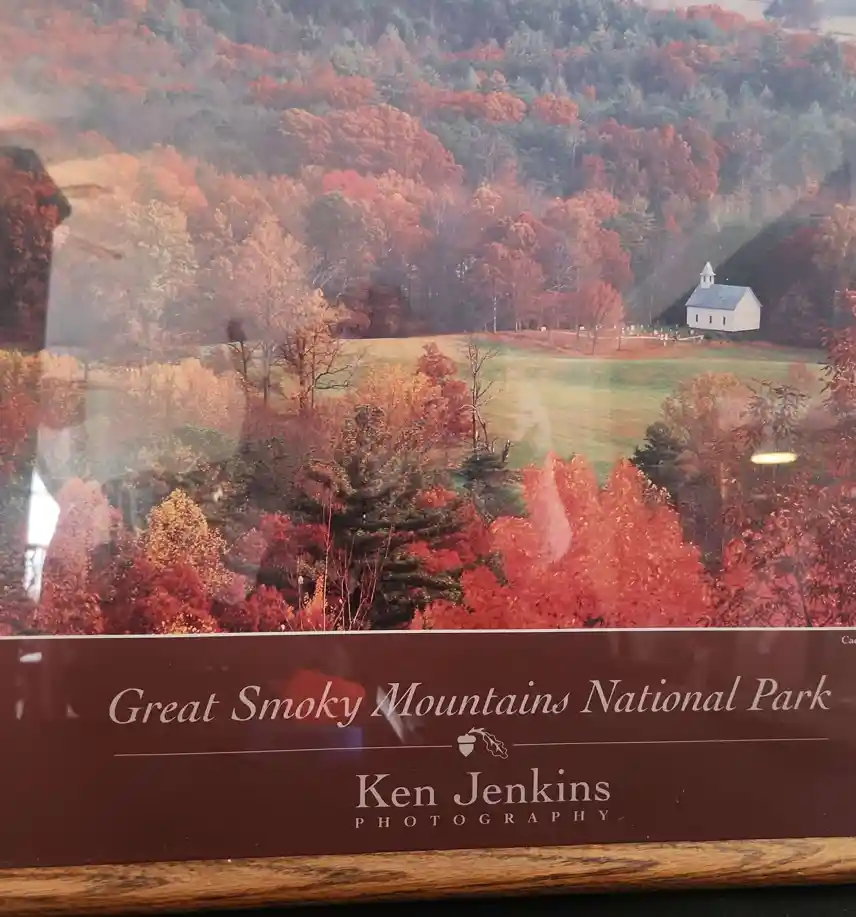 Great Smoky Mountains National Park
Ken Jenkins
PHOTOGRAPHY